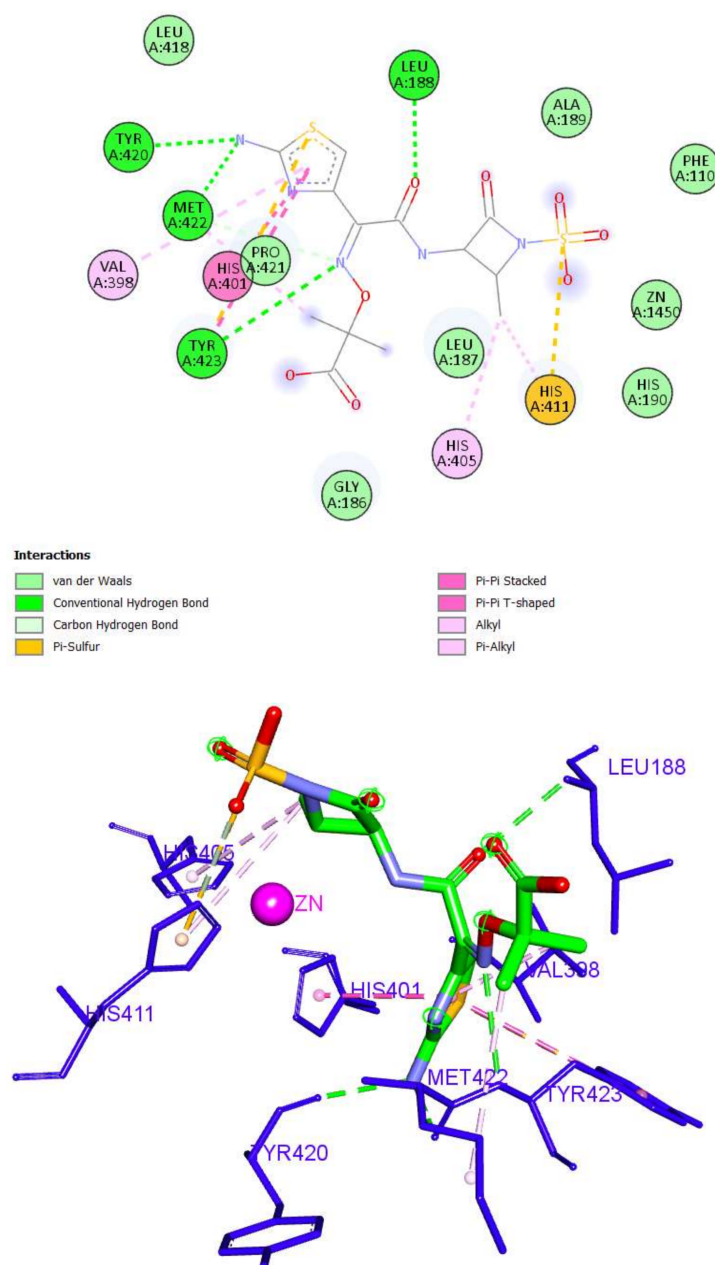 LEU
A:418
LEU
A:188
ALA
A:189
TYR
A:420
N
S
PHE
A:110
O
O
O
MET
A:422
N
N
S
O
PRO
A:421
N
O
VAL
A:398
HIS
A:401
N
O
ZN
A:1450
TYR
A:423
LEU
A:187
HIS
A:411
HIS
A:190
O
O
HIS
A:405
GLY
A:186
Interactions
van der Waals
Conventional Hydrogen Bond
Carbon Hydrogen Bond
Pi-Sulfur
Pi-Pi Stacked
Pi-Pi T-shaped
Alkyl
Pi-Alkyl
LEU188
HIS405
ZN
VAL398
HIS401
HIS411
MET422
TYR423
TYR420